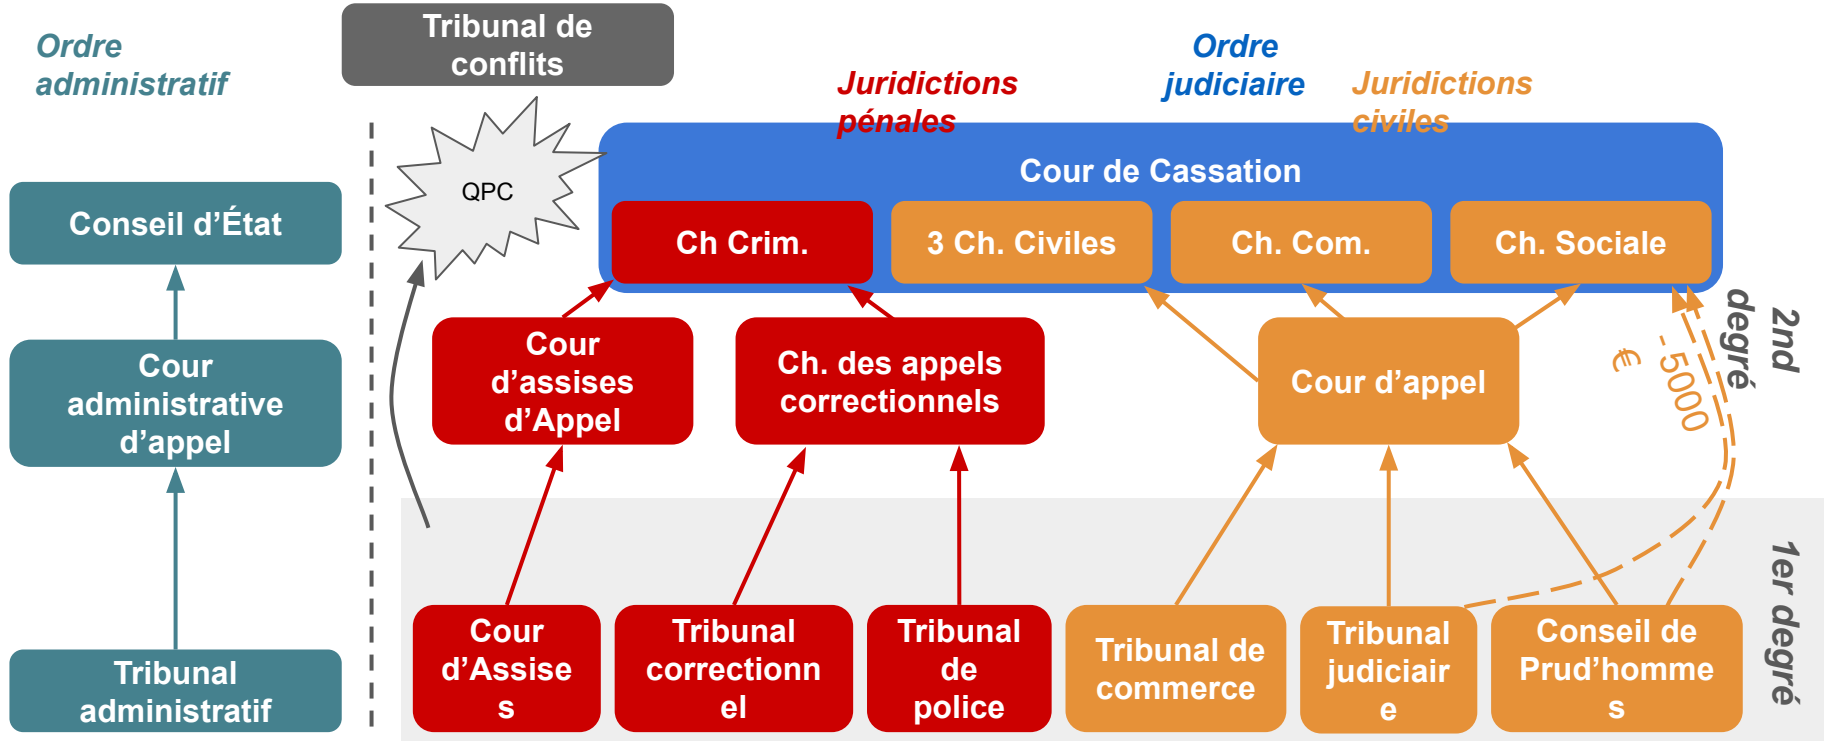 Ordre
administratif
Tribunal de
conflits
Juridictions
pénales
Ordre
judiciaire
Juridictions
civiles
QPC
Cour de Cassation
Conseil d’État
Ch Crim.
3 Ch. Civiles
Ch. Com.
Ch. Sociale
Cour
administrative
d’appel
Cour
d’assises
d’Appel
Ch. des appels
correctionnels
Cour d’appel
- 5000
€
2nd
degré
Tribunal
administratif
Cour
d’Assise
s
Tribunal
correctionn
el
Tribunal
de
police
Tribunal de
commerce
Tribunal
judiciair
e
Conseil de
Prud’homme
s
1er degré